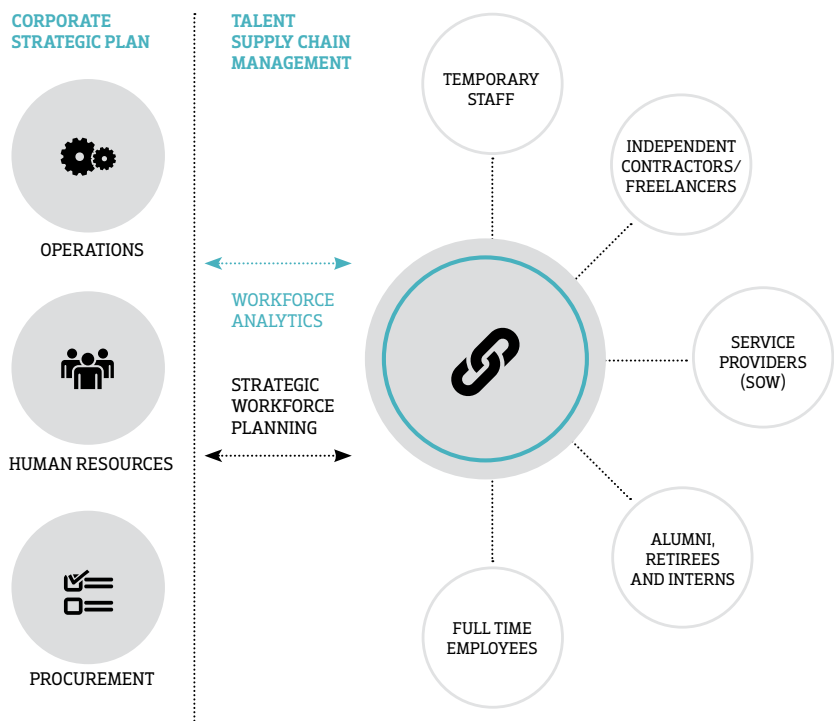 CORPORATE
STRATEGIC PLAN
OPERATIONS
HUMAN RESOURCES
PROCUREMENT
TALENT
SUPPLY CHAIN
MANAGEMENT
WORKFORCE
ANALYTICS
STRATEGIC
WORKFORCE
PLANNING
TEMPORARY
STAFF
INDEPENDENT
CONTRACTORS/
FREELANCERS
SERVICE
PROVIDERS
(SOW)
ALUMNI,
RETIREES
AND INTERNS
FULL TIME
EMPLOYEES